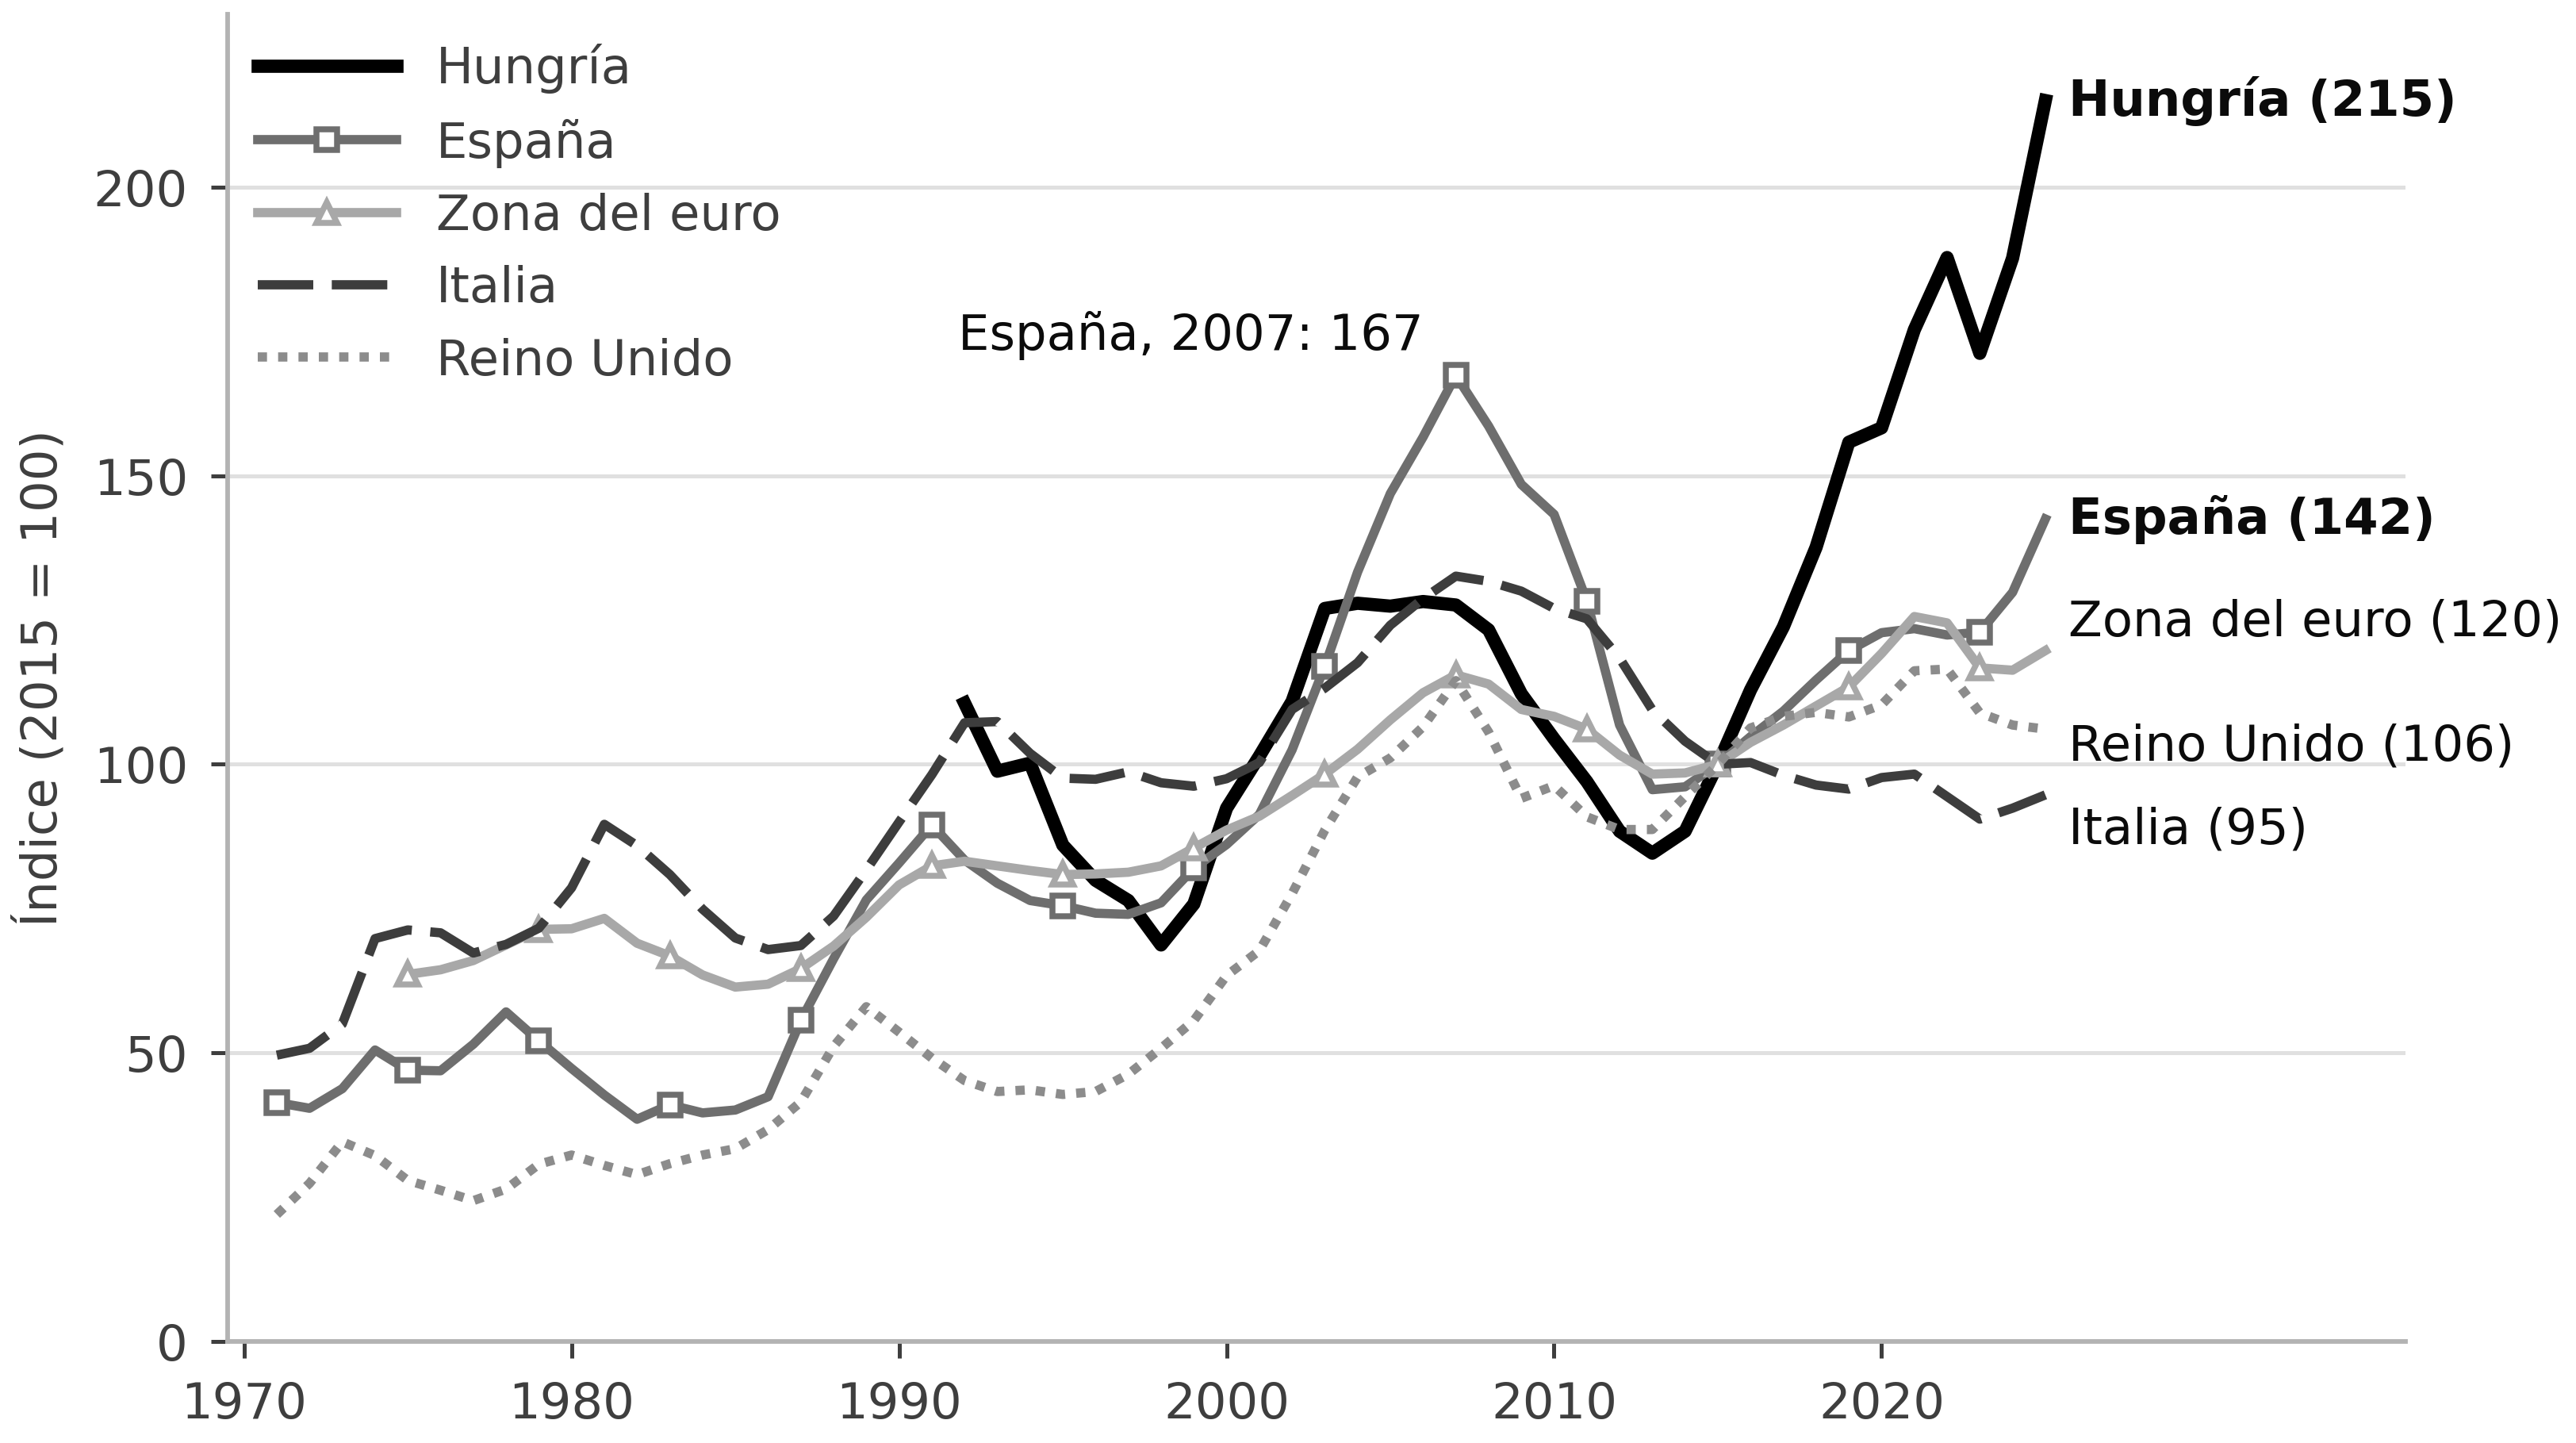 Hungría
España
Zona del euro
Italia
Reino Unido
España, 2007: 167
Hungría (215)
España (142)
Zona del euro (120)
Reino Unido (106)
Italia (95)
Índice (2015 = 100)
200
150
100
50
0
1970 1980 1990 2000 2010 2020